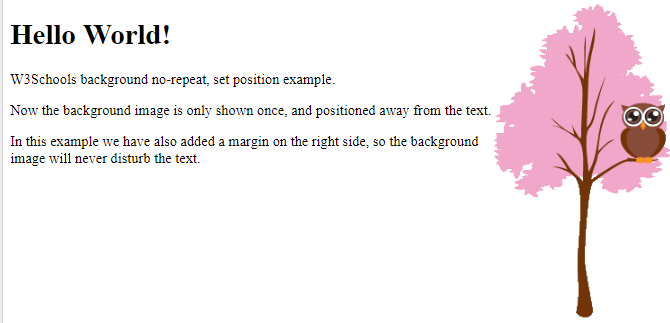 Hello World!
W3Schools background no-repeat, set position example.
Now the background image is only shown once, and positioned away from the text.
In this example we have also added a margin on the right side, so the background
image will never disturb the text.